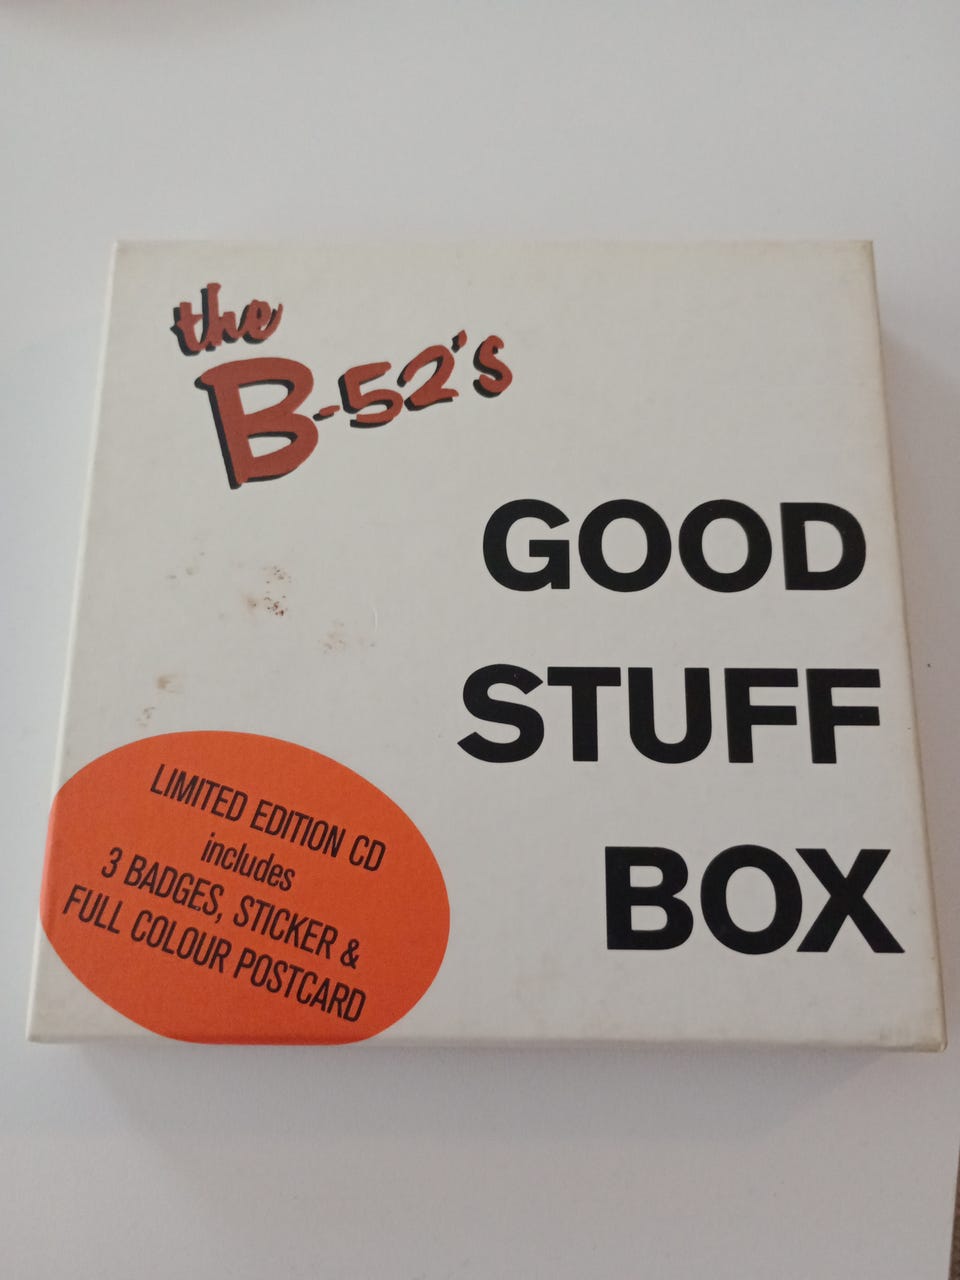 the
B-52's
GOOD
STUFF
BOX
LIMITED EDITION CD
includes
3 BADGES, STICKER &
FULL COLOUR POSTCARD